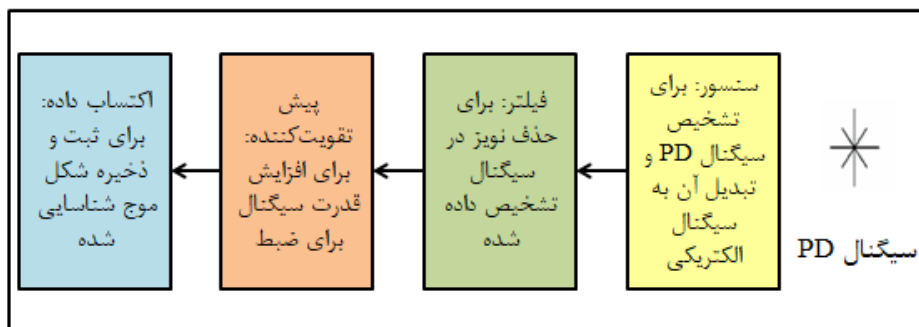 سیگنال PD
سنسور: برای
تشخیص
سیگنال PD و
تبدیل آن به
سیگنال
الکتریکی
فیلتر: برای
حذف نویز در
سیگنال
تشخیص داده
شده
پیش
تقویت‌کننده:
برای افزایش
قدرت سیگنال
برای ضبط
اکتساب داده:
برای ثبت و
ذخیره شکل
موج شناسایی
شده